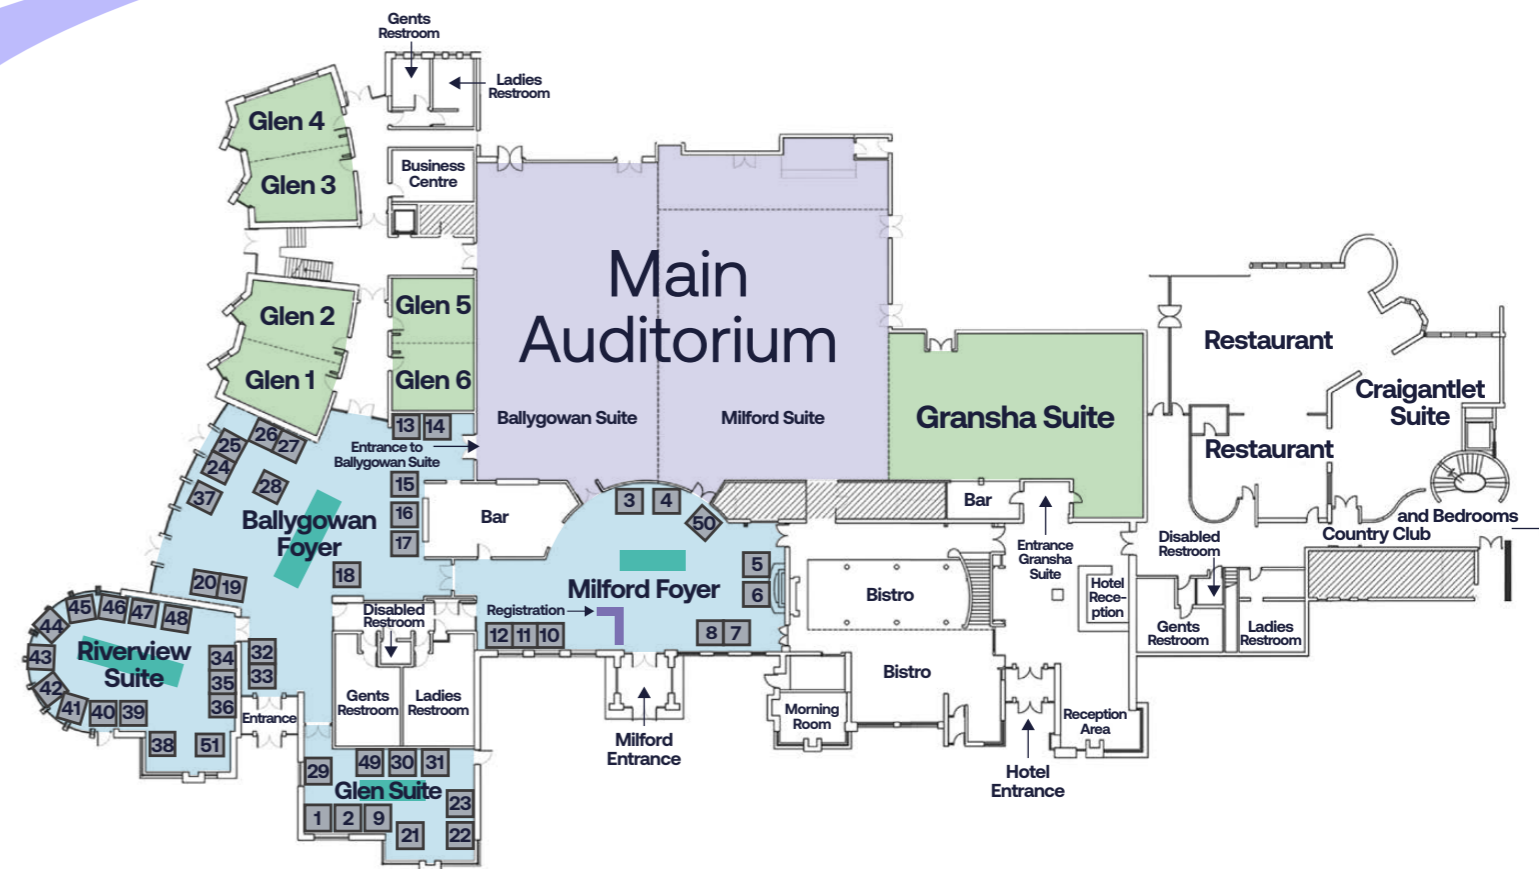 Gents
Restroom
Ladies
Restroom
Glen 4
Glen 3
Business
Centre
Glen 2
Glen 1
Glen 5
Glen 6
Main
Auditorium
Ballygowan Suite
Milford Suite
Gransha Suite
Restaurant
Craigantlet
Suite
Restaurant
and Bedrooms
Country Club
13
14
Entrance to
Ballygowan Suite
26
27
25
24
37
28
15
16
17
Ballygowan
Foyer
18
20
19
Bar
3
4
50
Milford Foyer
5
6
Registration
12
11
10
8
7
Milford
Entrance
Bar
Entrance
Gransha
Suite
Bistro
Bistro
Morning
Room
Hotel
Rece-
ption
Reception
Area
Hotel
Entrance
Disabled
Restroom
Gents
Restroom
Ladies
Restroom
Disabled
Restroom
Gents
Restroom
Ladies
Restroom
45
46
47
48
44
43
42
41
40
39
Riverview
Suite
34
35
36
32
33
38
51
Entrance
29
49
30
31
Glen Suite
1
2
9
21
23
22